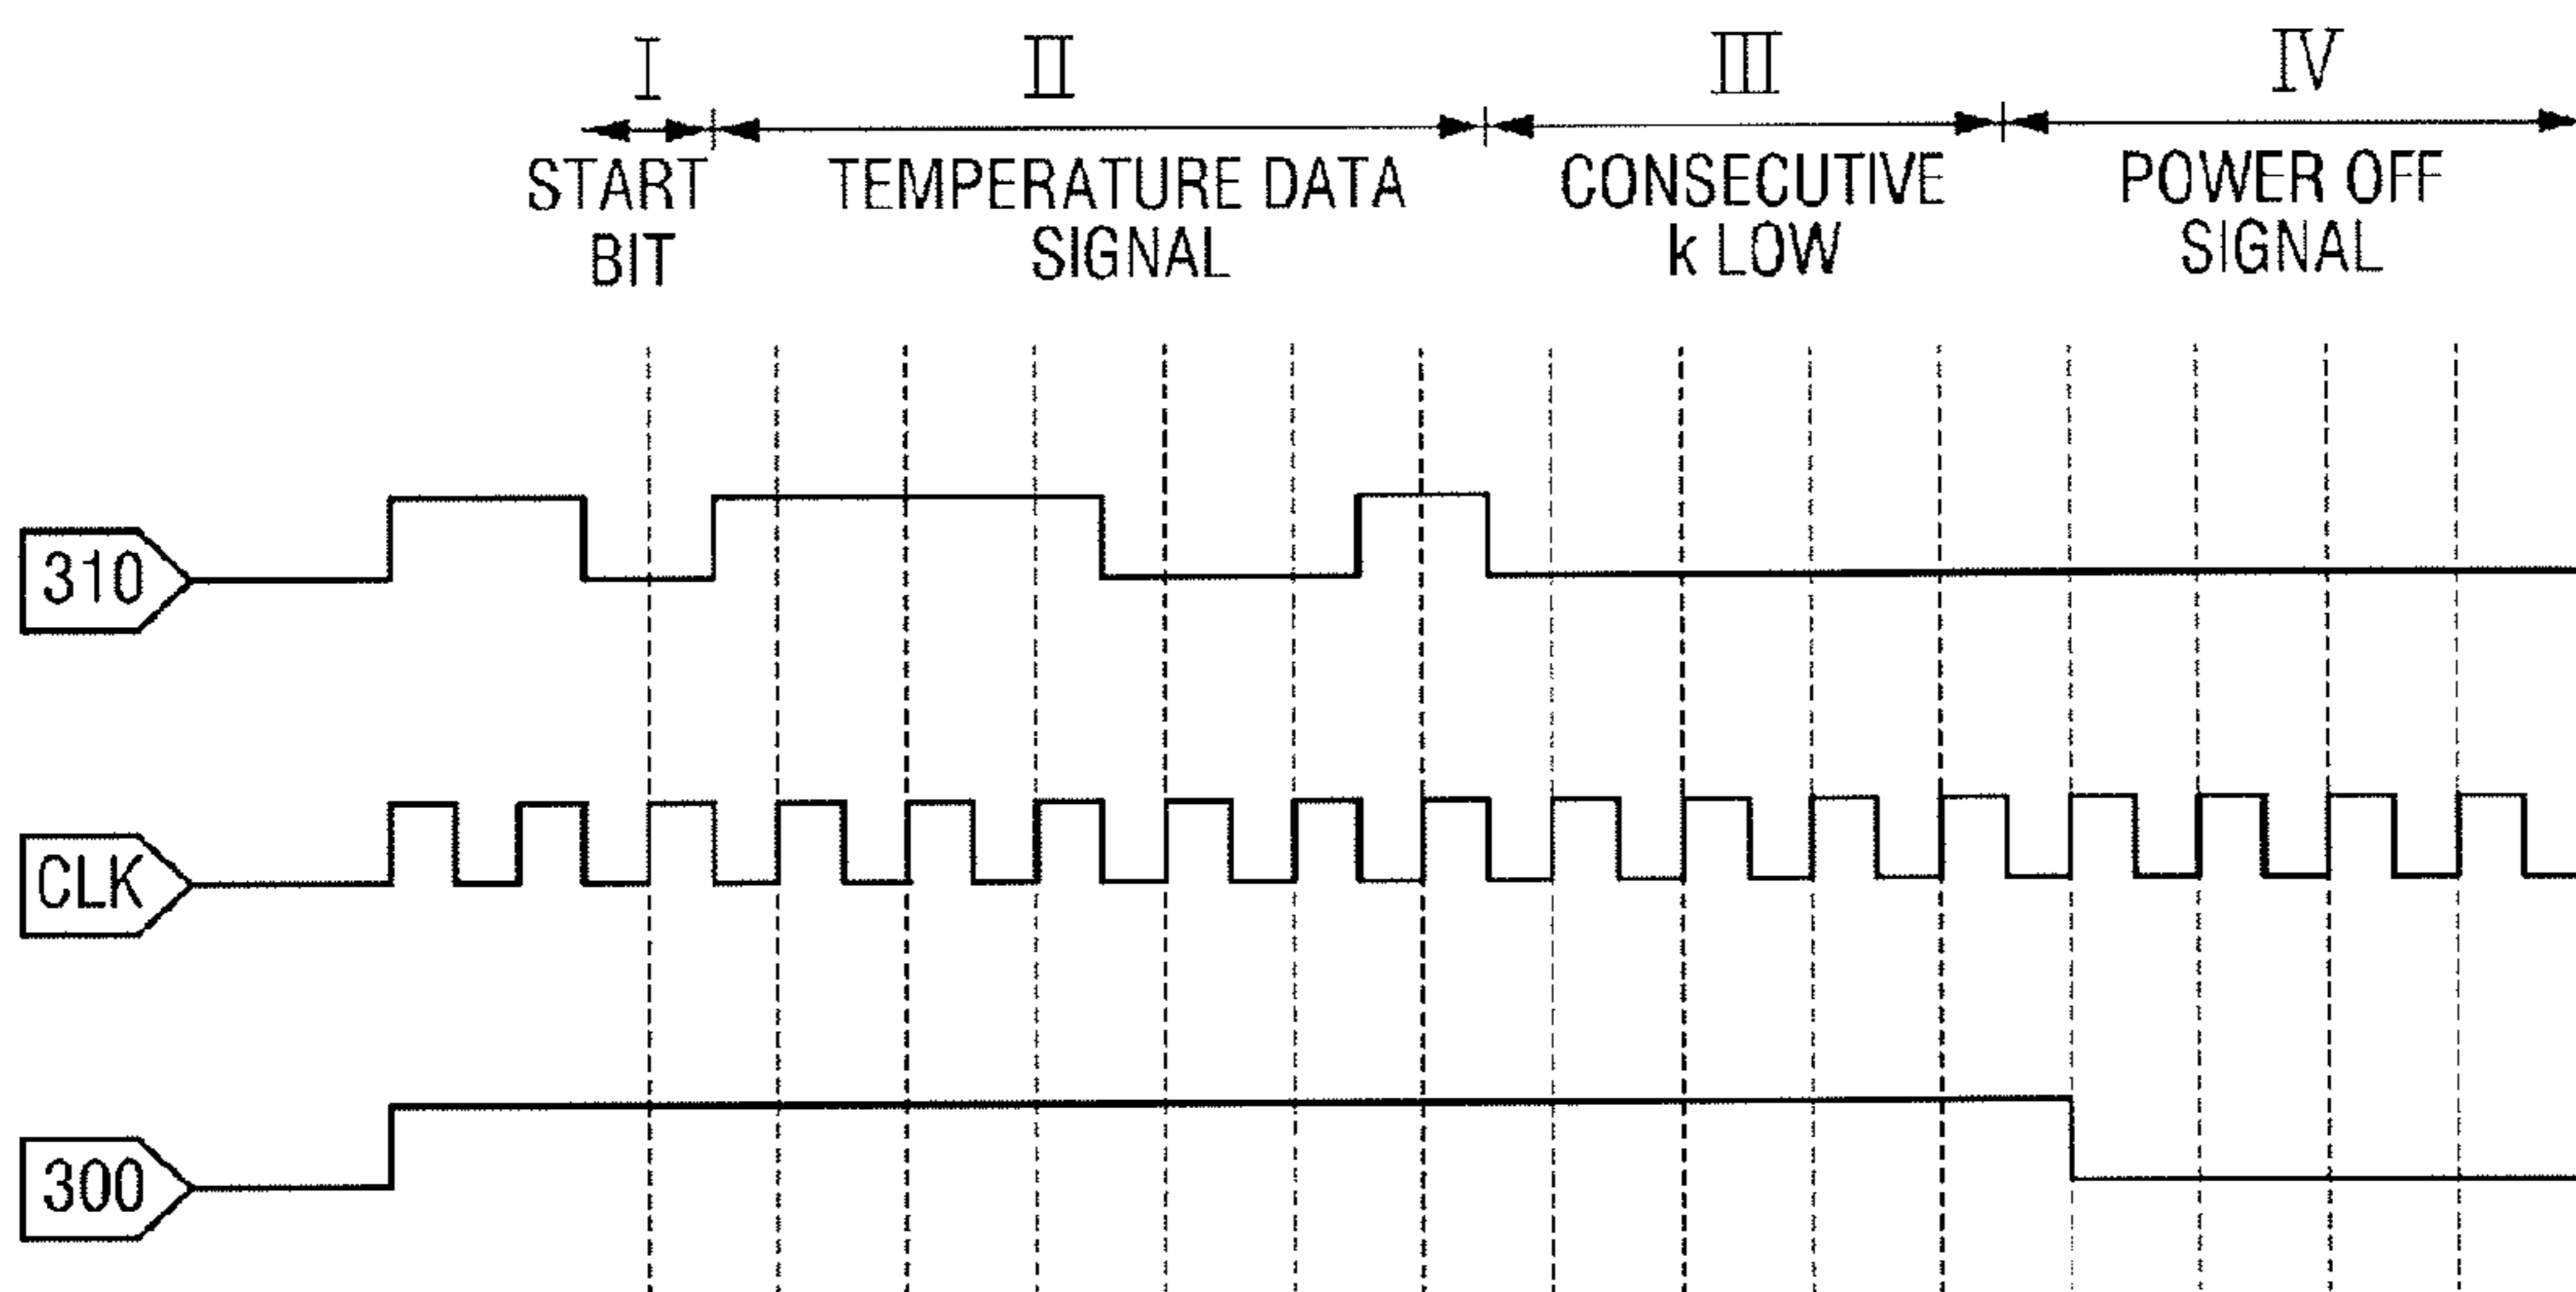 I
II
III
IV
START BIT
TEMPERATURE DATA SIGNAL
CONSECUTIVE k LOW
POWER OFF SIGNAL
310
CLK
300